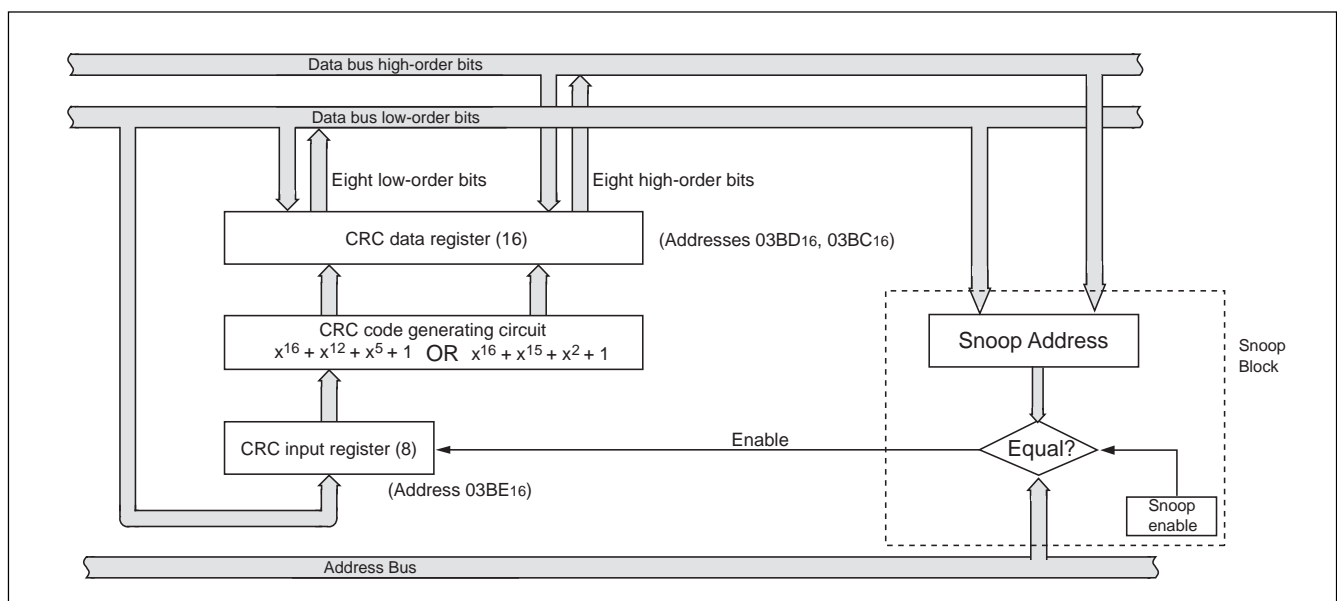 Data bus high-order bits
Data bus low-order bits
Eight low-order bits
Eight high-order bits
CRC data register (16)
(Addresses 03BD16, 03BC16)
CRC code generating circuit
x16 + x12 + x5 + 1 OR x16 + x15 + x2 + 1
Snoop Address
Snoop
Block
CRC input register (8)
Enable
Equal?
(Address 03BE16)
Snoop
enable
Address Bus